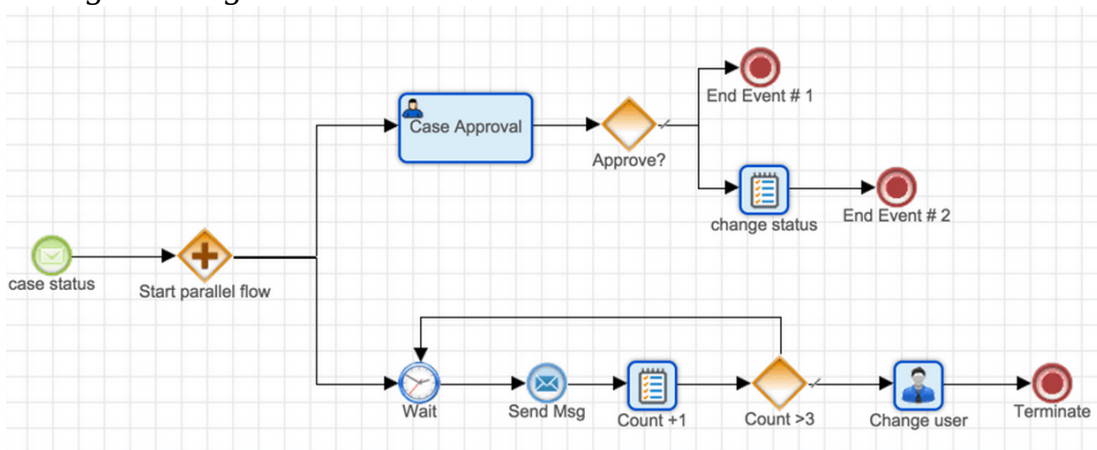 End Event # 1
Case Approval
Approve?
change status
End Event # 2
case status
Start parallel flow
Wait
Send Msg
Count +1
Count >3
Change user
Terminate